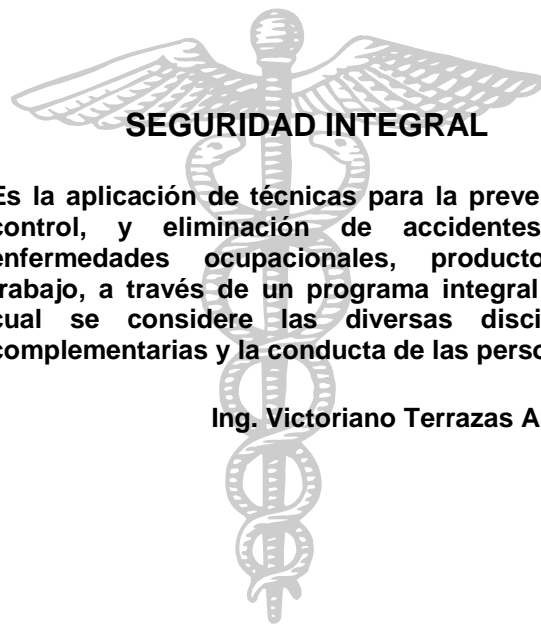 SEGURIDAD INTEGRAL
Es la aplicación de técnicas para la preve
control, y eliminación de accidentes
enfermedades ocupacionales, producto
trabajo, a través de un programa integral
cual se considere las diversas disci
complementarias y la conducta de las perso
Ing. Victoriano Terrazas A